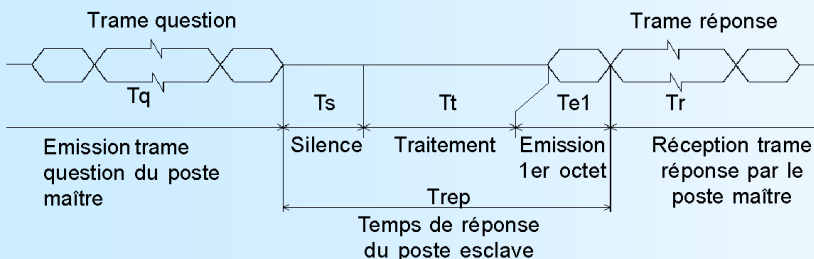 Trame question
Trame réponse
Tq
Ts
Tt
Te1
Tr
Emission trame
question du poste
maître
Silence
Traitement
Emission
1er octet
Réception trame
réponse par le
poste maître
Trep
Temps de réponse
du poste esclave